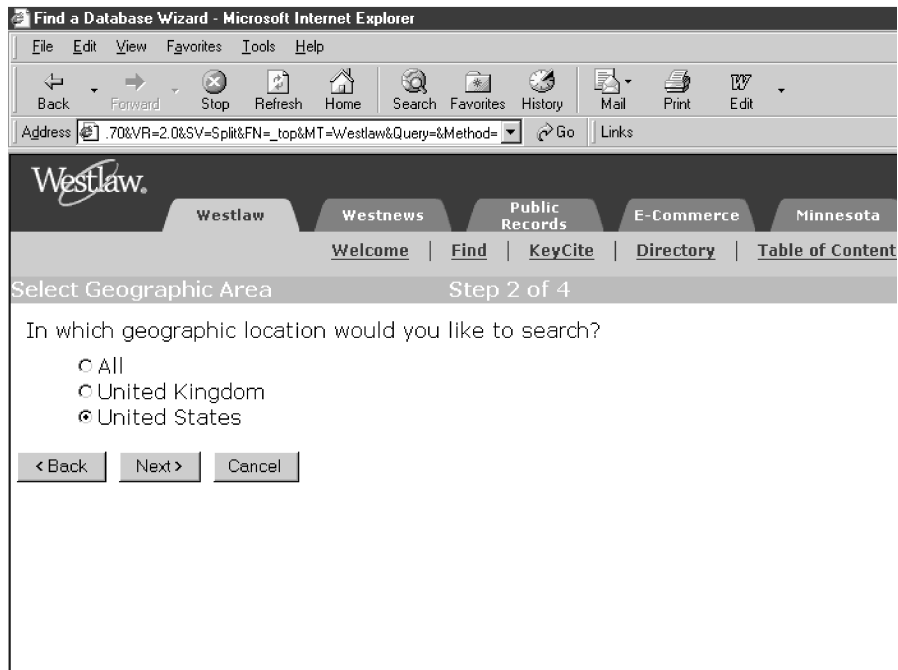 Find a Database Wizard - Microsoft Internet Explorer
File Edit View Favorites Tools Help
Back Forward Stop Refresh Home Search Favorites History Mail Print Edit
Address .70&VR=2.0&SV=Split&FN=_top&MT=Westlaw&Query=&Method= Go Links
Westlaw.
Westlaw Westnews Public Records E-Commerce Minnesota
Welcome | Find | KeyCite | Directory | Table of Content
Select Geographic Area Step 2 of 4
In which geographic location would you like to search?
All
United Kingdom
United States
< Back Next > Cancel